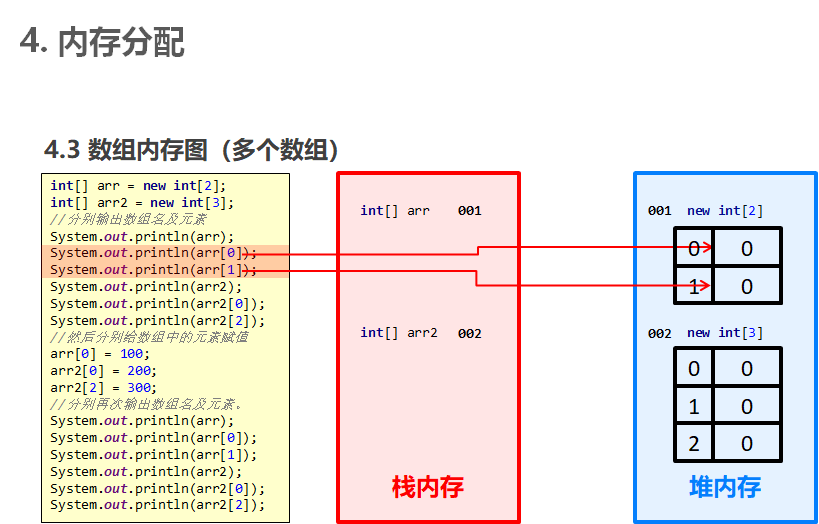 4. 内存分配
4.3 数组内存图（多个数组）
int[] arr = new int[2];
int[] arr2 = new int[3];
//分别输出数组名及元素
System.out.println(arr);
System.out.println(arr[0]);
System.out.println(arr[1]);
System.out.println(arr2);
System.out.println(arr2[0]);
System.out.println(arr2[2]);
//然后分别给数组中的元素赋值
arr[0] = 100;
arr2[0] = 200;
arr2[2] = 300;
//分别再次输出数组名及元素。
System.out.println(arr);
System.out.println(arr[0]);
System.out.println(arr[1]);
System.out.println(arr2);
System.out.println(arr2[0]);
System.out.println(arr2[2]);
int[] arr 001
int[] arr2 002
栈内存
001 new int[2]
0 0
1 0
002 new int[3]
0 0
1 0
2 0
堆内存